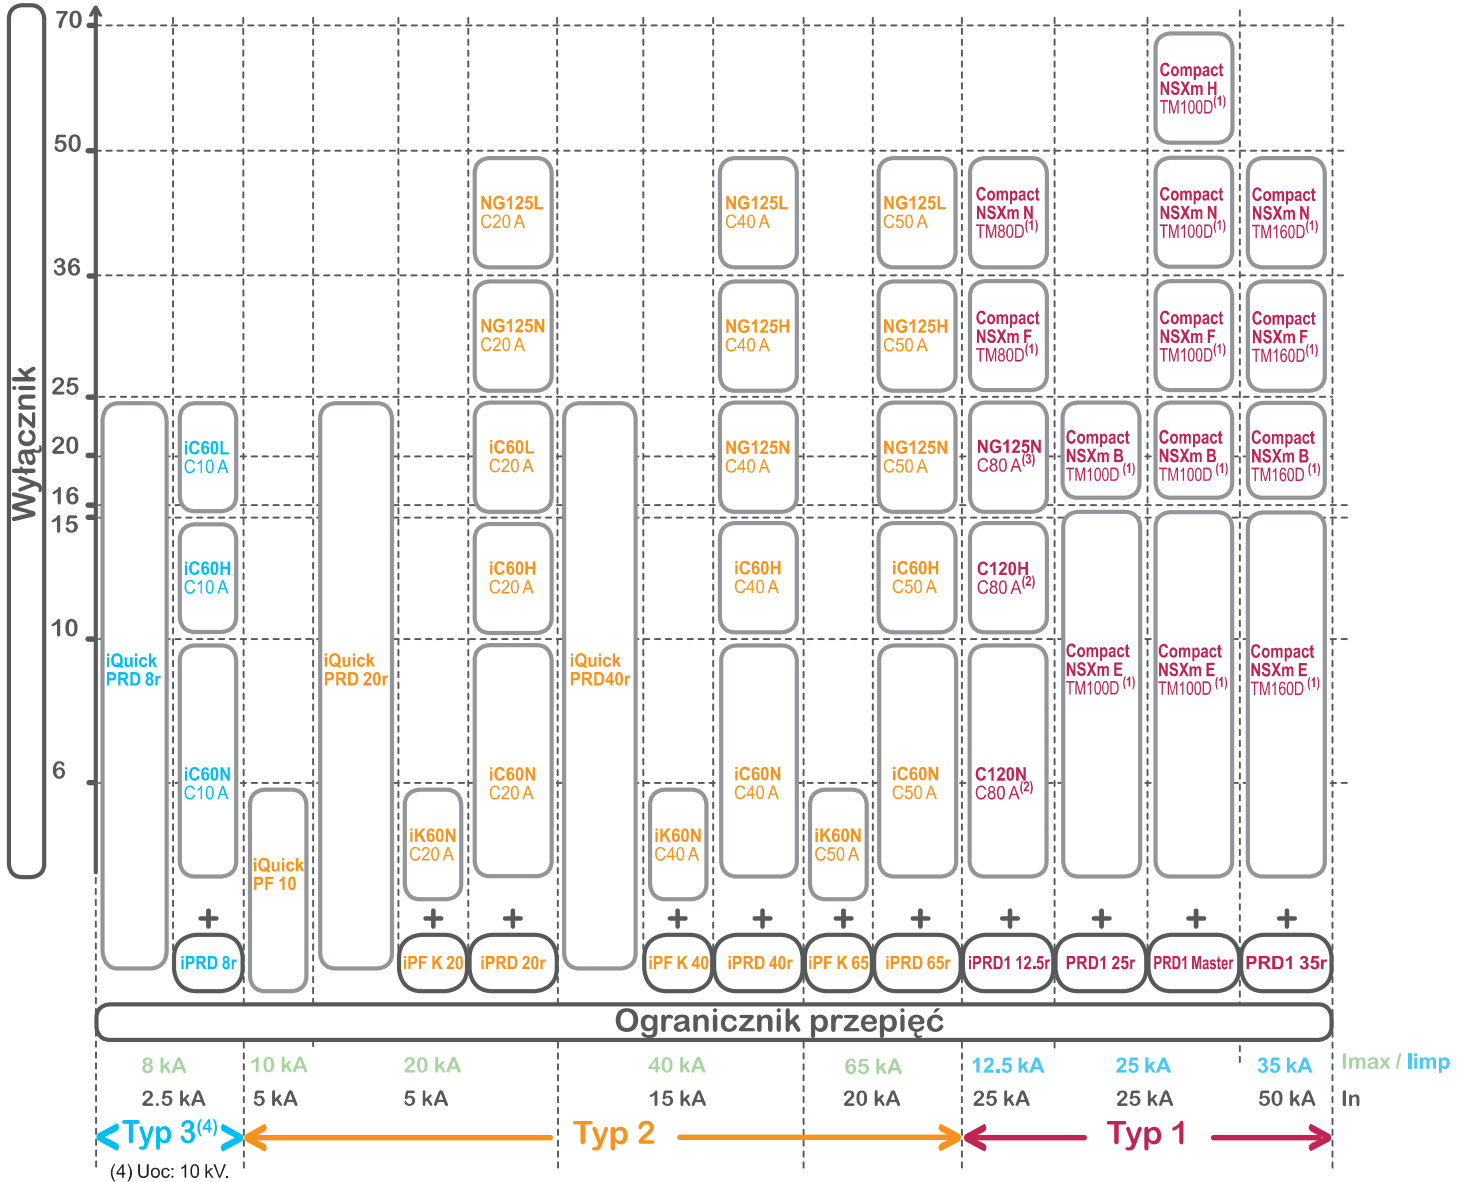 Wyłącznik
70
50
36
25
20
16
15
10
6
Compact
NSXm H
TM100D(1)
NG125L
C20 A
NG125L
C40 A
NG125L
C50 A
Compact
NSXm N
TM80D(1)
Compact
NSXm N
TM100D(1)
Compact
NSXm N
TM160D(1)
NG125N
C20 A
NG125H
C40 A
NG125H
C50 A
Compact
NSXm F
TM80D(1)
Compact
NSXm F
TM100D(1)
Compact
NSXm F
TM160D(1)
iC60L
C10 A
iC60L
C20 A
NG125N
C40 A
NG125N
C50 A
NG125N
C80 A(3)
Compact
NSXm B
TM100D (1)
Compact
NSXm B
TM100D (1)
Compact
NSXm B
TM160D(1)
iC60H
C10 A
iC60H
C20 A
iC60H
C40 A
iC60H
C50 A
C120H
C80 A(2)
iQuick
PRD 8r
iQuick
PRD 20r
iQuick
PRD40r
Compact
NSXm E
TM100D (1)
Compact
NSXm E
TM100D (1)
Compact
NSXm E
TM160D (1)
iC60N
C10 A
iC60N
C20 A
iC60N
C40 A
iC60N
C50 A
C120N
C80 A(2)
iQuick
PF 10
iK60N
C20 A
iK60N
C40 A
iK60N
C50 A
+ + + + + + + + + + +
iPRD 8r
iPF K 20
iPRD 20r
iPF K 40
iPRD 40r
iPF K 65
iPRD 65r
iPRD1 12.5r
PRD1 25r
PRD1 Master
PRD1 35r
Ogranicznik przepięć
8 kA 10 kA 20 kA 40 kA 65 kA 12.5 kA 25 kA 35 kA Imax / Iimp
2.5 kA 5 kA 5 kA 15 kA 20 kA 25 kA 25 kA 50 kA In
Typ 3(4) Typ 2 Typ 1
(4) Uoc: 10 kV.